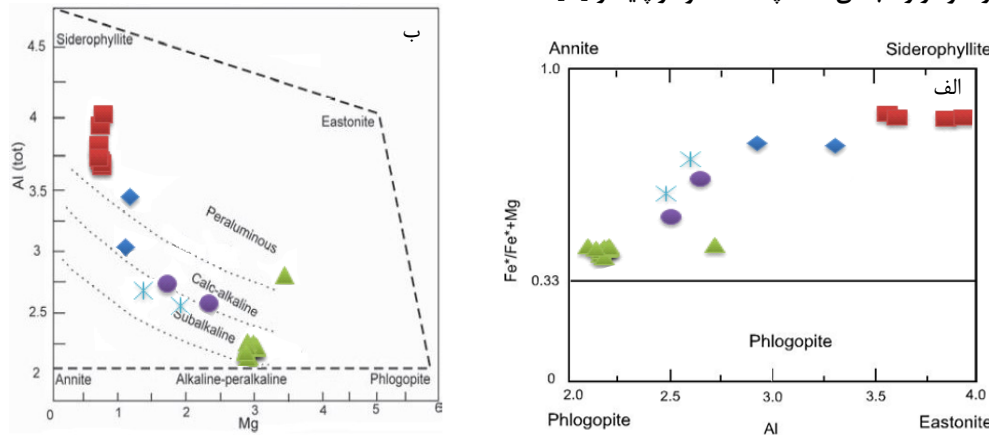 ب
4.5
4
3.5
3
2.5
2
Al (tot)
Siderophyllite
Eastonite
Peraluminous
Calc-alkaline
Subalkaline
Annite
Alkaline-peralkaline
Phlogopite
0 1 2 3 4 5 6
Mg
Annite
Siderophyllite
الف
1.0
0.33
0
Fe*/Fe*+Mg
Phlogopite
2.0 2.5 3.0 3.5 4.0
Phlogopite
Al
Eastonite